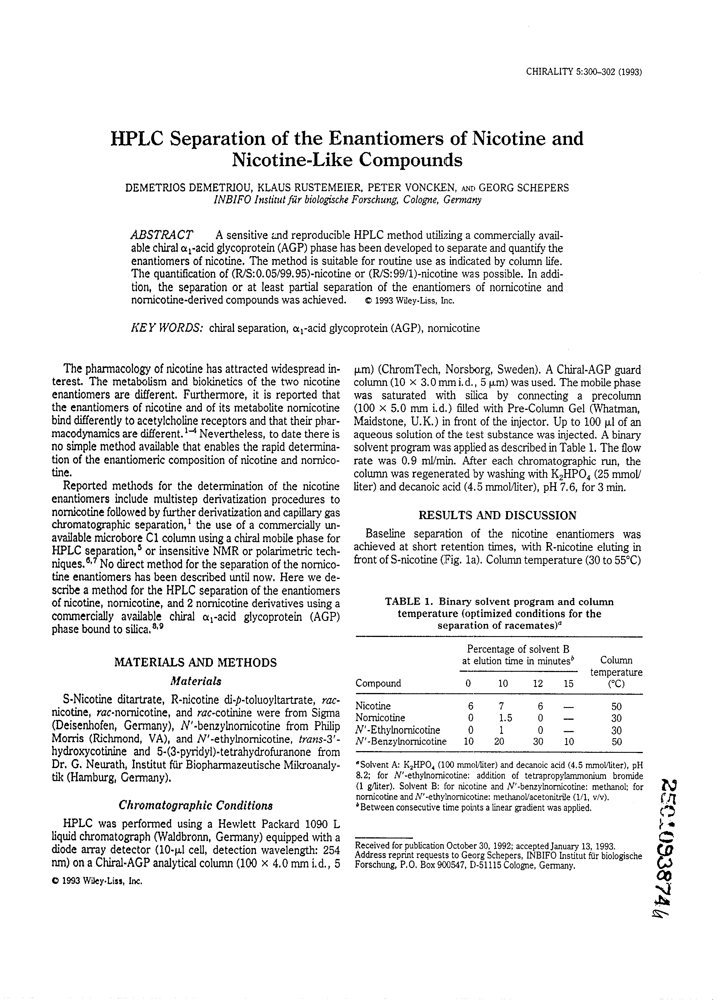 CHIRALITY 5:300–302 (1993)
HPLC Separation of the Enantiomers of Nicotine and
Nicotine-Like Compounds
DEMETRIOS DEMETRIOU, KLAUS RUSTEMEIER, PETER VONCKEN, AND GEORG SCHEPERS
INBIFO Institut für biologische Forschung, Cologne, Germany
ABSTRACT A sensitive and reproducible HPLC method utilizing a commercially avail-
able chiral α₁-acid glycoprotein (AGP) phase has been developed to separate and quantify the
enantiomers of nicotine. The method is suitable for routine use as indicated by column life.
The quantification of (R/S:0.05/99.95)-nicotine or (R/S:99/1)-nicotine was possible. In addi-
tion, the separation or at least partial separation of the enantiomers of nornicotine and
nornicotine-derived compounds was achieved. © 1993 Wiley-Liss, Inc.
KEY WORDS: chiral separation, α₁-acid glycoprotein (AGP), nornicotine
The pharmacology of nicotine has attracted widespread in-
terest. The metabolism and biokinetics of the two nicotine
enantiomers are different. Furthermore, it is reported that
the enantiomers of nicotine and of its metabolite nornicotine
bind differently to acetylcholine receptors and that their phar-
macodynamics are different.¹⁻⁴ Nevertheless, to date there is
no simple method available that enables the rapid determina-
tion of the enantiomeric composition of nicotine and nornico-
tine.
Reported methods for the determination of the nicotine
enantiomers include multistep derivatization procedures to
nornicotine followed by further derivatization and capillary gas
chromatographic separation,¹ the use of a commercially un-
available microbore C1 column using a chiral mobile phase for
HPLC separation,⁵ or insensitive NMR or polarimetric tech-
niques.⁶,⁷ No direct method for the separation of the nornico-
tine enantiomers has been described until now. Here we de-
scribe a method for the HPLC separation of the enantiomers
of nicotine, nornicotine, and 2 nornicotine derivatives using a
commercially available chiral α₁-acid glycoprotein (AGP)
phase bound to silica.⁸,⁹
MATERIALS AND METHODS
Materials
S-Nicotine ditartrate, R-nicotine di-p-toluoyltartrate, rac-
nicotine, rac-nornicotine, and rac-cotinine were from Sigma
(Deisenhofen, Germany), N′-benzylnornicotine from Philip
Morris (Richmond, VA), and N′-ethylnornicotine, trans-3′-
hydroxycotinine and 5-(3-pyridyl)-tetrahydrofuranone from
Dr. G. Neurath, Institut für Biopharmazeutische Mikroanaly-
tik (Hamburg, Germany).
Chromatographic Conditions
HPLC was performed using a Hewlett Packard 1090 L
liquid chromatograph (Waldbronn, Germany) equipped with a
diode array detector (10-μl cell, detection wavelength: 254
nm) on a Chiral-AGP analytical column (100 × 4.0 mm i.d., 5
© 1993 Wiley-Liss, Inc.
μm) (ChromTech, Norsborg, Sweden). A Chiral-AGP guard
column (10 × 3.0 mm i.d., 5 μm) was used. The mobile phase
was saturated with silica by connecting a precolumn
(100 × 5.0 mm i.d.) filled with Pre-Column Gel (Whatman,
Maidstone, U.K.) in front of the injector. Up to 100 μl of an
aqueous solution of the test substance was injected. A binary
solvent program was applied as described in Table 1. The flow
rate was 0.9 ml/min. After each chromatographic run, the
column was regenerated by washing with K₂HPO₄ (25 mmol/
liter) and decanoic acid (4.5 mmol/liter), pH 7.6, for 3 min.
RESULTS AND DISCUSSION
Baseline separation of the nicotine enantiomers was
achieved at short retention times, with R-nicotine eluting in
front of S-nicotine (Fig. 1a). Column temperature (30 to 55°C)
TABLE 1. Binary solvent program and column
temperature (optimized conditions for the
separation of racemates)ᵃ
Percentage of solvent B
at elution time in minutesᵇ Column
temperature
Compound 0 10 12 15 (°C)
Nicotine 6 7 6 — 50
Nornicotine 0 1.5 0 — 30
N′-Ethylnornicotine 0 1 0 — 30
N′-Benzylnornicotine 10 20 30 10 50
ᵃSolvent A: K₂HPO₄ (100 mmol/liter) and decanoic acid (4.5 mmol/liter), pH
8.2; for N′-ethylnornicotine: addition of tetrapropylammonium bromide
(1 g/liter). Solvent B: for nicotine and N′-benzylnornicotine: methanol; for
nornicotine and N′-ethylnornicotine: methanol/acetonitrile (1/1, v/v).
ᵇBetween consecutive time points a linear gradient was applied.
Received for publication October 30, 1992; accepted January 13, 1993.
Address reprint requests to Georg Schepers, INBIFO Institut für biologische
Forschung, P.O. Box 900547, D-51115 Cologne, Germany.